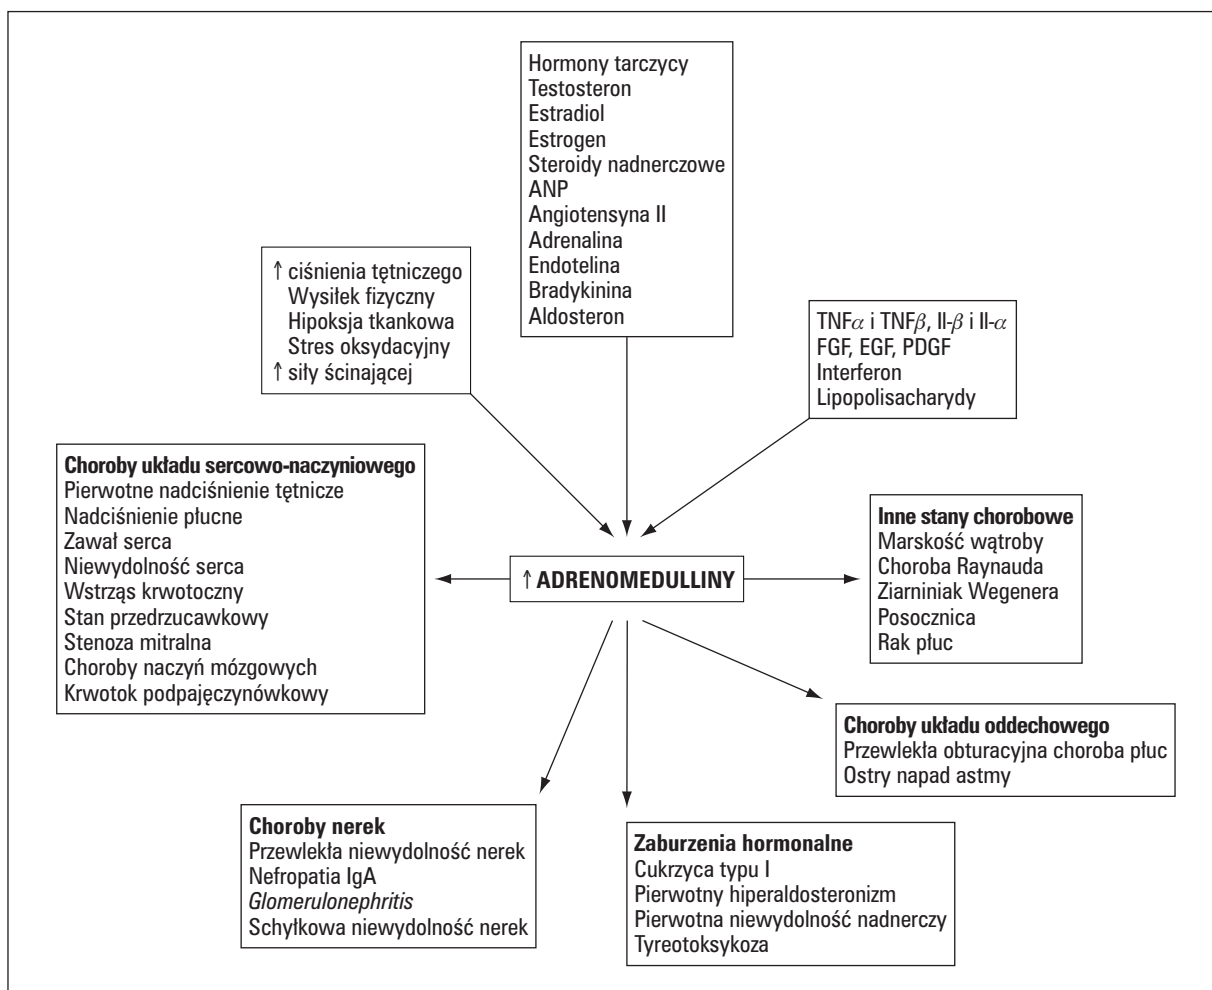 Hormony tarczycy
Testosteron
Estradiol
Estrogen
Steroidy nadnerczowe
ANP
Angiotensyna II
Adrenalina
Endotelina
Bradykinina
Aldosteron
↑ ciśnienia tętniczego
Wysiłek fizyczny
Hipoksja tkankowa
Stres oksydacyjny
↑ siły ścinającej
TNFα i TNFβ, Il-β i Il-α
FGF, EGF, PDGF
Interferon
Lipopolisacharydy
Choroby układu sercowo-naczyniowego
Pierwotne nadciśnienie tętnicze
Nadciśnienie płucne
Zawał serca
Niewydolność serca
Wstrząs krwotoczny
Stan przedrzucawkowy
Stenoza mitralna
Choroby naczyń mózgowych
Krwotok podpajęczynówkowy
↑ ADRENOMEDULLINY
Inne stany chorobowe
Marskość wątroby
Choroba Raynauda
Ziarniniak Wegenera
Posocznica
Rak płuc
Choroby układu oddechowego
Przewlekła obturacyjna choroba płuc
Ostry napad astmy
Choroby nerek
Przewlekła niewydolność nerek
Nefropatia IgA
Glomerulonephritis
Schyłkowa niewydolność nerek
Zaburzenia hormonalne
Cukrzyca typu I
Pierwotny hiperaldosteronizm
Pierwotna niewydolność nadnerczy
Tyreotoksykoza